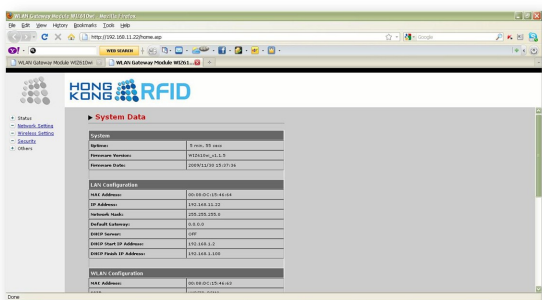 WLAN Gateway Module WIZ610wi - Mozilla Firefox
File Edit View History Bookmarks Tools Help
http://192.168.11.22/home.asp
Google
WEB SEARCH
WLAN Gateway Module WIZ610wi
WLAN Gateway Module WIZ61...
HONG KONG RFID
Status
Network Setting
Wireless Setting
Security
Others
System Data
System
Uptime: 5 min, 55 secs
Firmware Version: WIZ610wi_v1.1.5
Firmware Date: 2009/11/30 15:37:36
LAN Configuration
MAC Address: 00:08:DC:15:46:64
IP Address: 192.168.11.22
Network Mask: 255.255.255.0
Default Gateway: 0.0.0.0
DHCP Server: OFF
DHCP Start IP Address: 192.168.1.2
DHCP Finish IP Address: 192.168.1.100
WLAN Configuration
MAC Address: 00:08:DC:15:46:63
Done